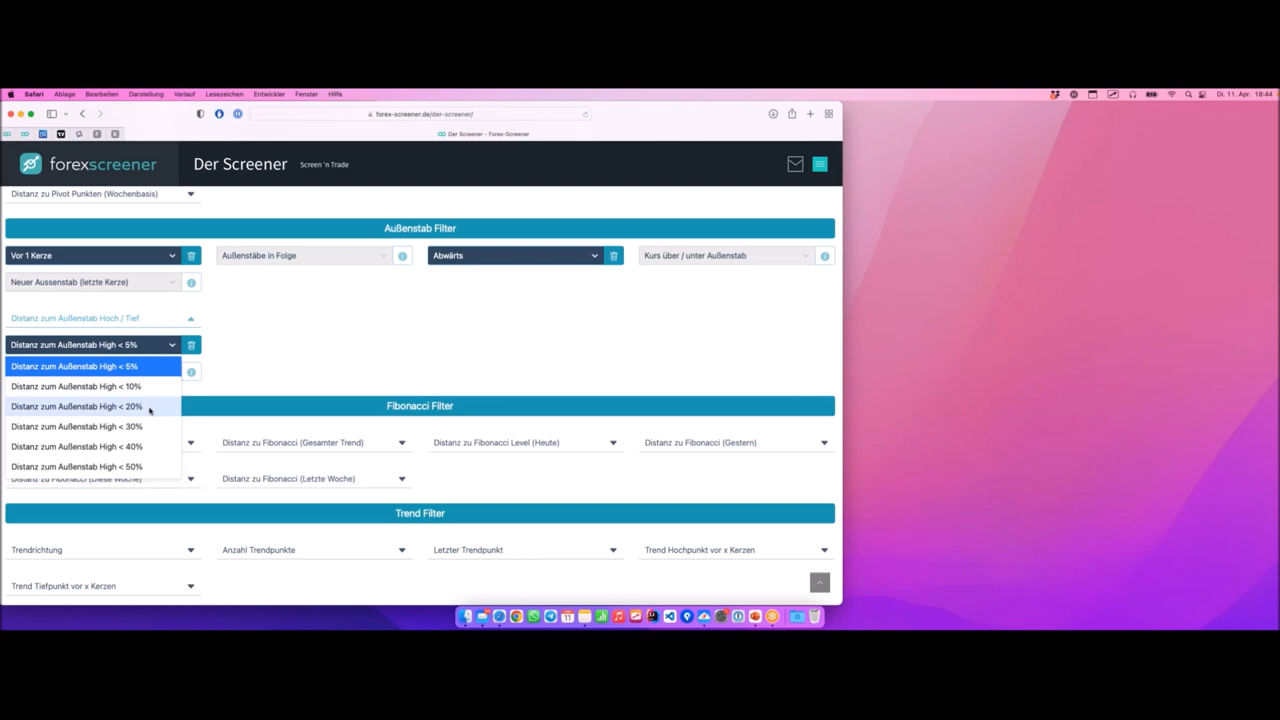 Safari Ablage Bearbeiten Darstellung Verlauf Lesezeichen Entwickler Fenster Hilfe Di. 11. Apr. 18:44
forex-screener.de/der-screener/
Der Screener - Forex-Screener
forexscreener Der Screener Screen 'n Trade
Distanz zu Pivot Punkten (Wochenbasis)
Außenstab Filter
Vor 1 Kerze Außenstäbe in Folge Abwärts Kurs über / unter Außenstab
Neuer Aussenstab (letzte Kerze)
Distanz zum Außenstab Hoch / Tief
Distanz zum Außenstab High < 5%
Distanz zum Außenstab High < 5%
Distanz zum Außenstab High < 10%
Distanz zum Außenstab High < 20% Fibonacci Filter
Distanz zum Außenstab High < 30%
Distanz zu Fibonacci (Gesamter Trend) Distanz zu Fibonacci Level (Heute) Distanz zu Fibonacci (Gestern)
Distanz zum Außenstab High < 40%
Distanz zum Außenstab High < 50%
Distanz zu Fibonacci (Diese Woche) Distanz zu Fibonacci (Letzte Woche)
Trend Filter
Trendrichtung Anzahl Trendpunkte Letzter Trendpunkt Trend Hochpunkt vor x Kerzen
Trend Tiefpunkt vor x Kerzen